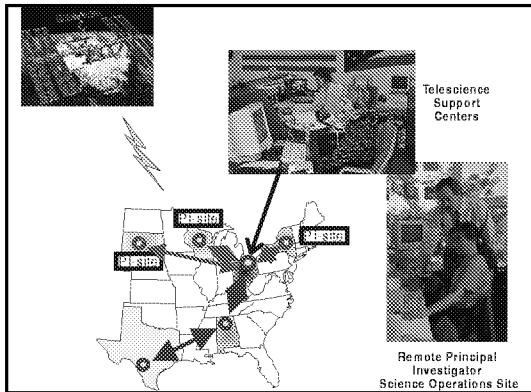 Telescience
Support
Centers
PI site
PI site
PI site
Remote Principal
Investigator
Science Operations Site